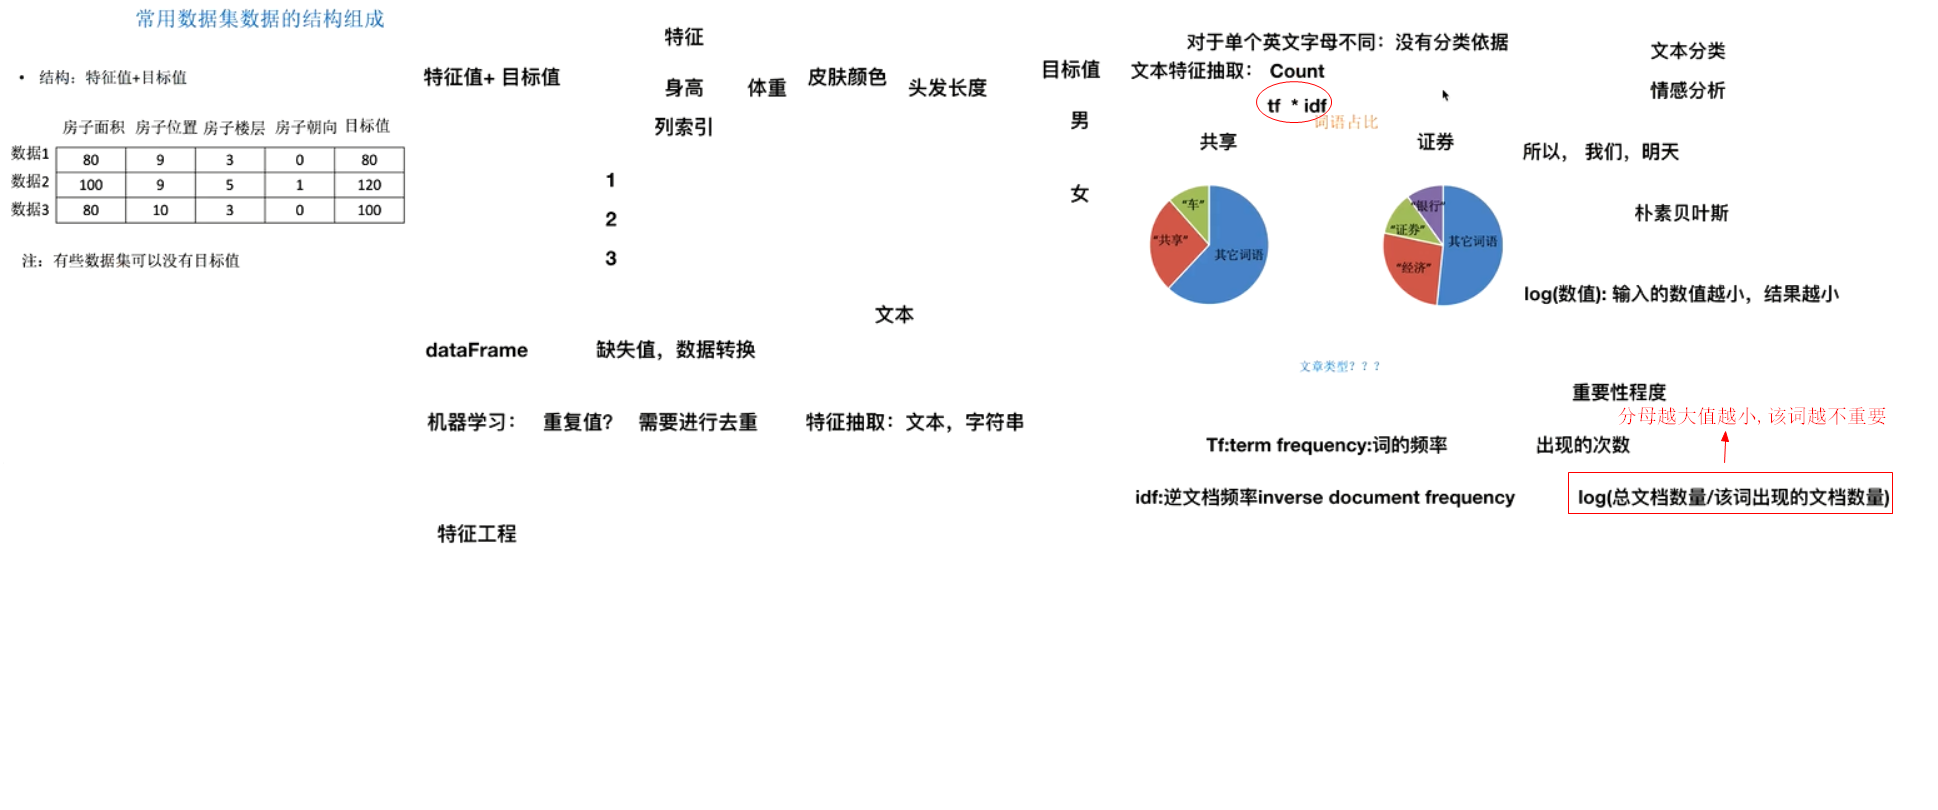 常用数据集数据的结构组成
• 结构：特征值+目标值
房子面积 房子位置 房子楼层 房子朝向 目标值
数据1 80 9 3 0 80
数据2 100 9 5 1 120
数据3 80 10 3 0 100
注：有些数据集可以没有目标值
特征
特征值+ 目标值
身高 体重 皮肤颜色 头发长度 目标值
列索引
男
女
1
2
3
文本
dataFrame 缺失值，数据转换
机器学习： 重复值？ 需要进行去重 特征抽取：文本，字符串
特征工程
对于单个英文字母不同：没有分类依据
文本特征抽取： Count
tf * idf
词语占比
共享 证券
“车”
“共享”
其它词语
“银行”
“证券”
“经济”
其它词语
文章类型？？？
文本分类
情感分析
所以， 我们，明天
朴素贝叶斯
log(数值): 输入的数值越小，结果越小
重要性程度
分母越大值越小, 该词越不重要
Tf:term frequency:词的频率 出现的次数
idf:逆文档频率inverse document frequency log(总文档数量/该词出现的文档数量)